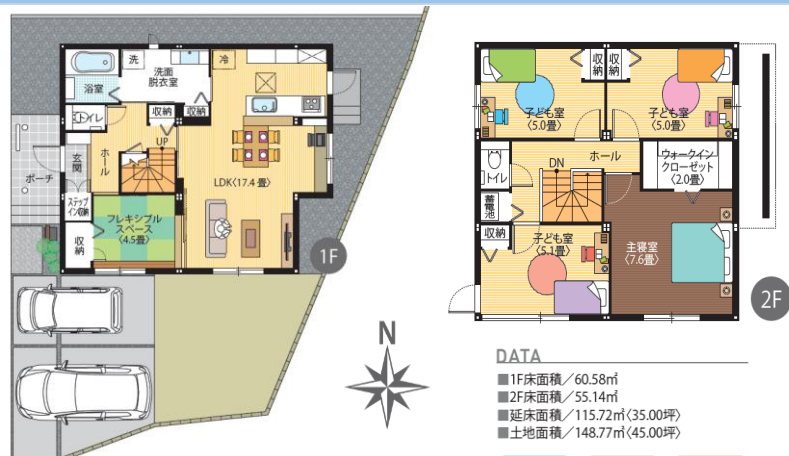 洗
洗面
脱衣室
浴室
冷
トイレ
収納
収納
UP
玄関
ホール
ポーチ
LDK〈17.4 畳〉
ステップ
イン収納
フレキシブル
スペース
〈4.5畳〉
収納
1F
収納
収納
子ども室
〈5.0畳〉
子ども室
〈5.0畳〉
ホール
DN
トイレ
ウォークイン
クローゼット
〈2.0畳〉
蓄電池
収納
子ども室
〈5.1畳〉
主寝室
〈7.6畳〉
2F
N
DATA
■1F床面積／60.58㎡
■2F床面積／55.14㎡
■延床面積／115.72㎡〈35.00坪〉
■土地面積／148.77㎡〈45.00坪〉